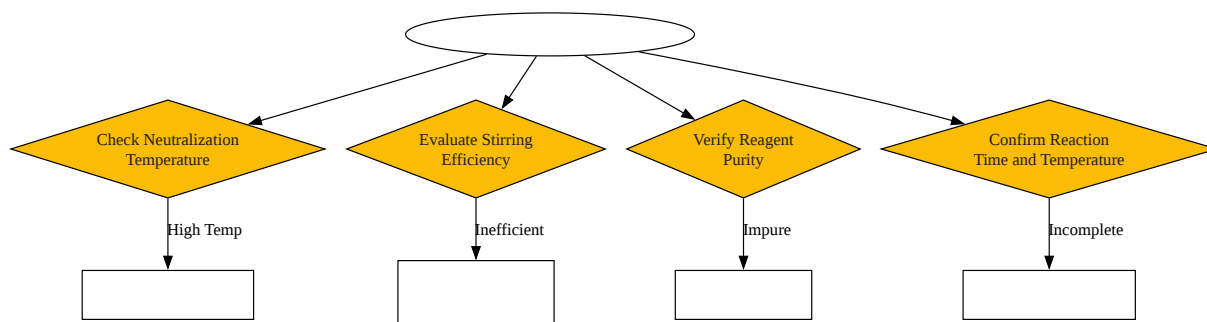 Check Neutralization
Temperature
Evaluate Stirring
Efficiency
Verify Reagent
Purity
Confirm Reaction
Time and Temperature
High Temp
Inefficient
Impure
Incomplete